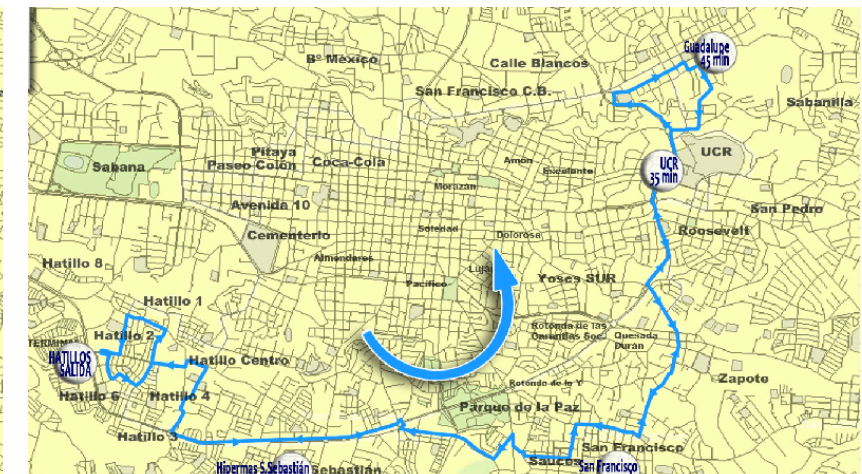 Guadalupe
45 min
Bº México
Calle Blancos
San Francisco C.B.
Sabanilla
Pitaya
Paseo Colón
Coca-Cola
Sabana
Amón
Escalante
UCR
UCR
35 min
Morazán
Avenida 10
San Pedro
Cementerio
Soledad
Dolorosa
Roosevelt
Almendares
Luján
Hatillo 8
Pacífico
Yoses SUR
Hatillo 1
Hatillo 2
Rotonda de las
Garantías Soc.
Quesada
Durán
TERMINAL
HATILLOS
SALIDA
Hatillo Centro
Rotonda de la Y
Zapote
Hatillo 6
Hatillo 4
Parque de la Paz
Hatillo 3
San Francisco
Sauces
Hipermas S.Sebastián
Sebastián
San Francisco